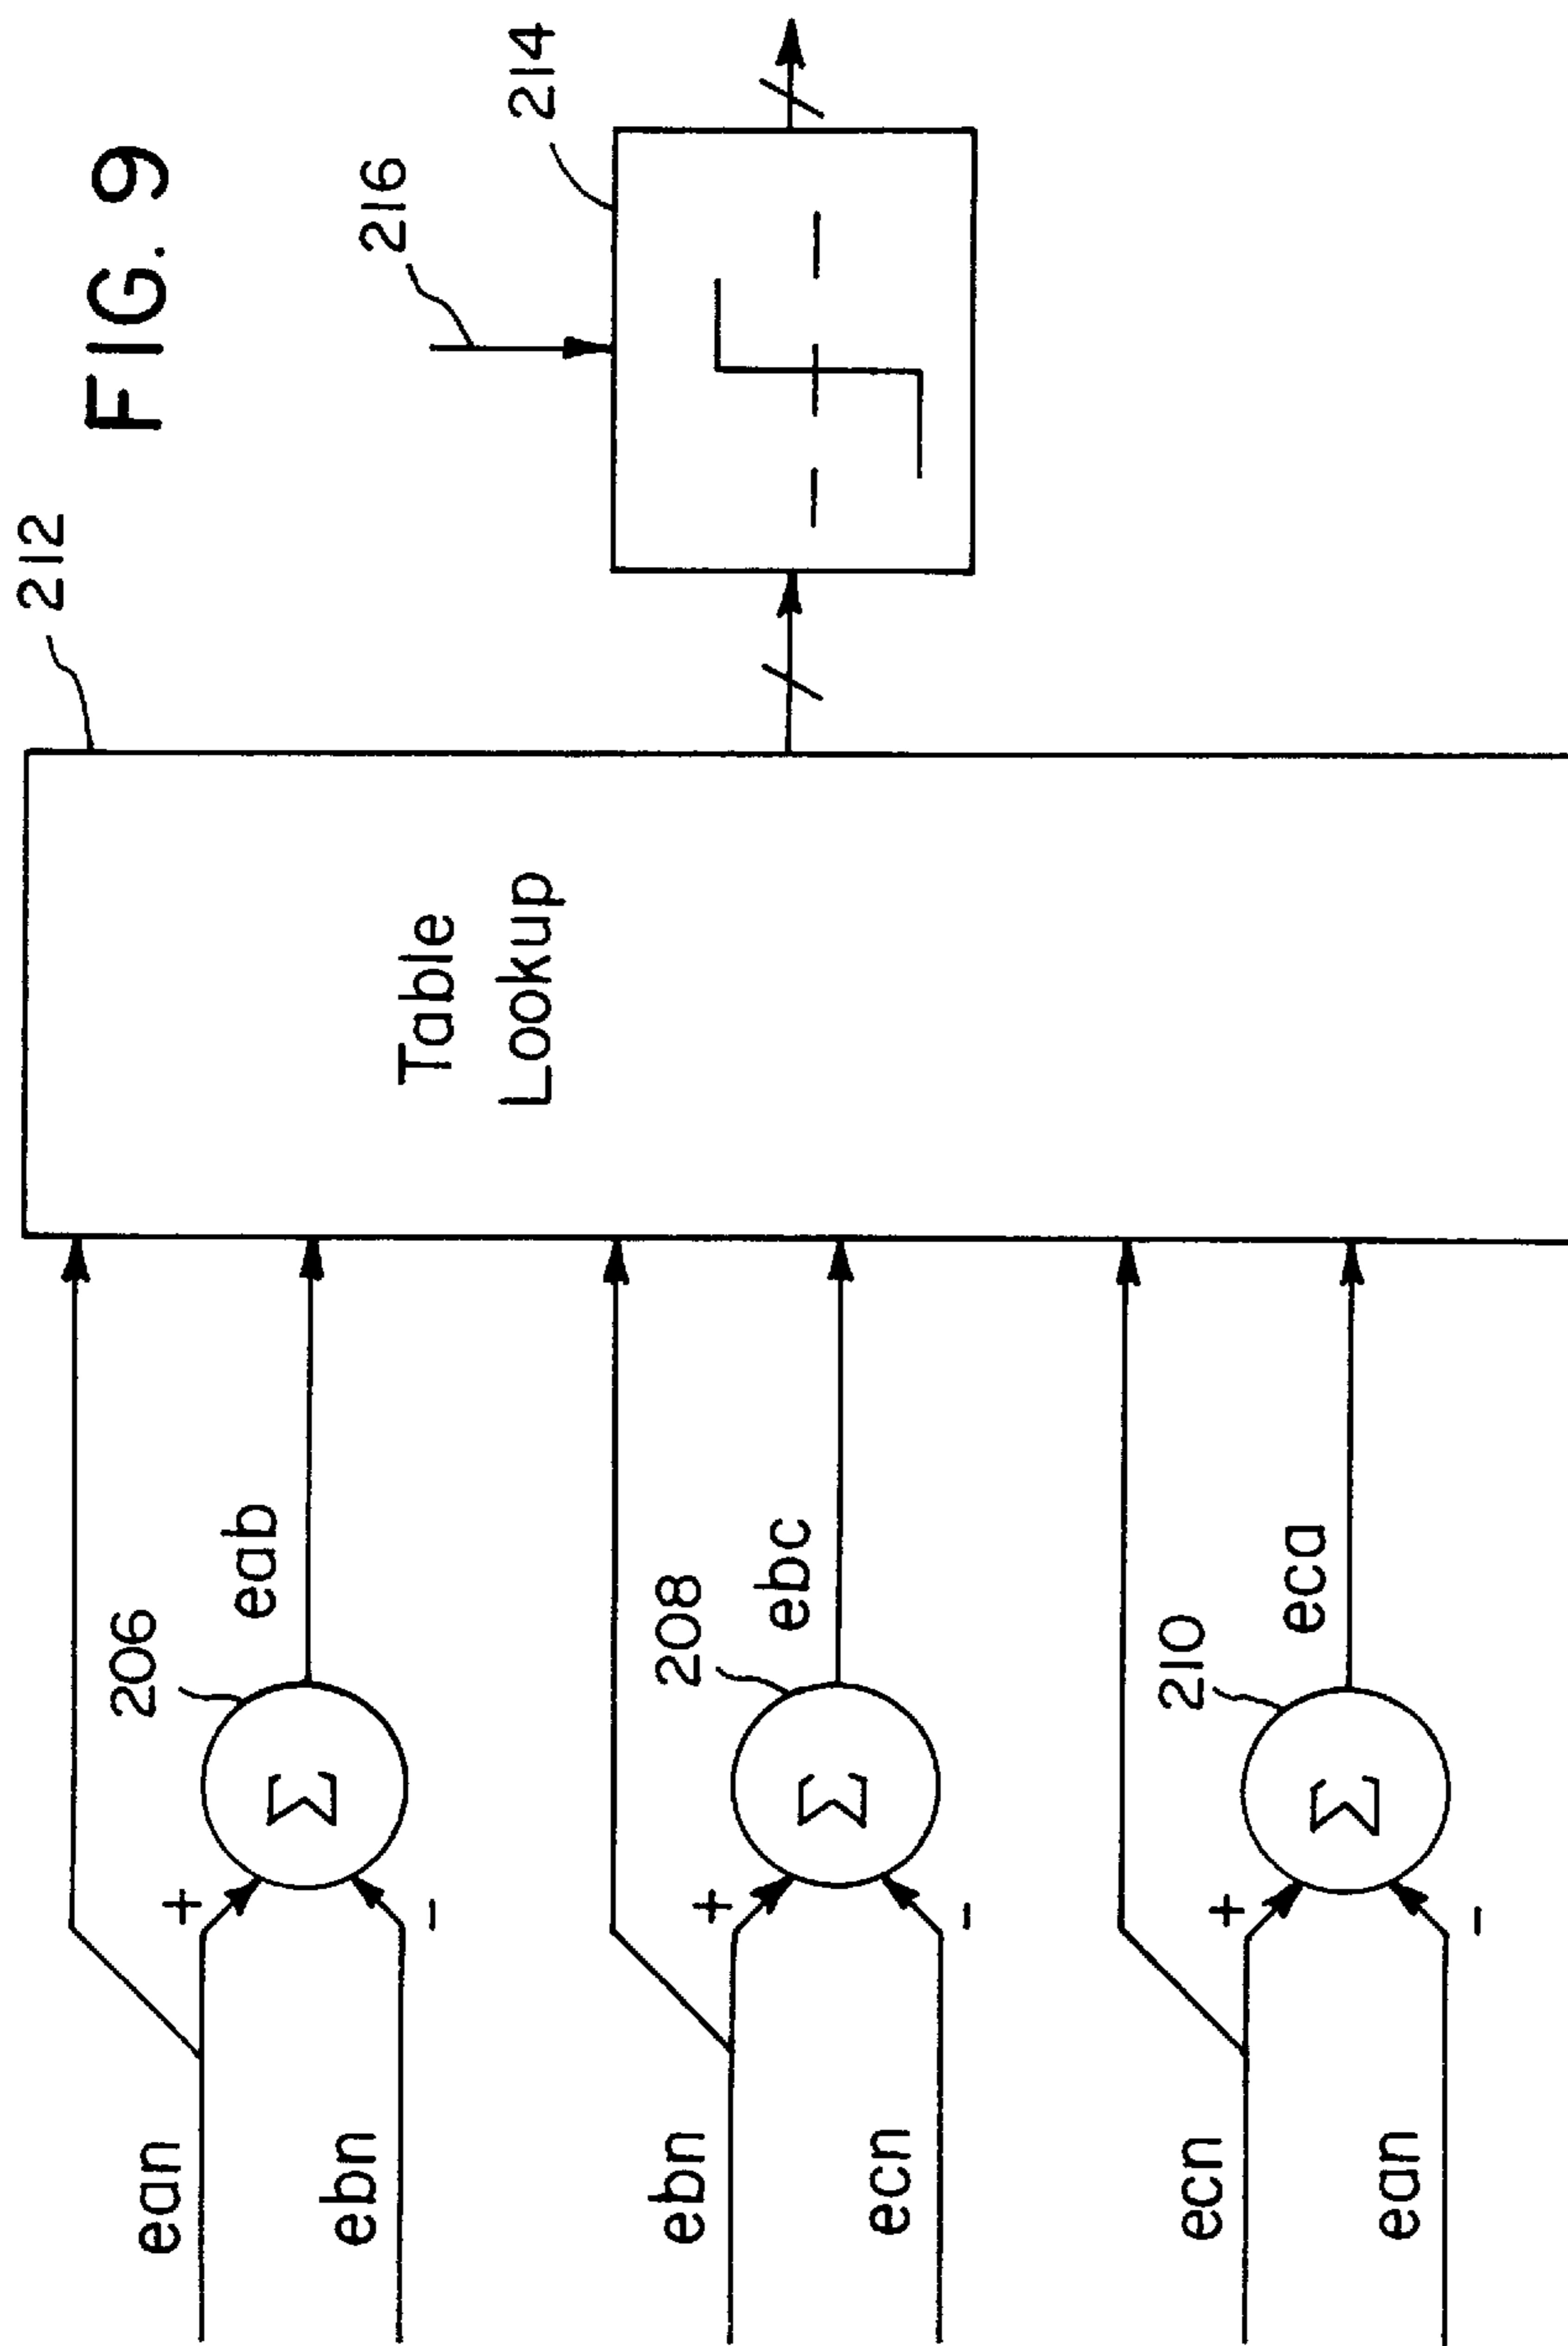 FIG. 9
212
216
214
Table
Lookup
206
eab
+
Σ
-
ean
ebn
208
ebc
+
Σ
-
ebn
ecn
210
eca
+
Σ
-
ecn
ean